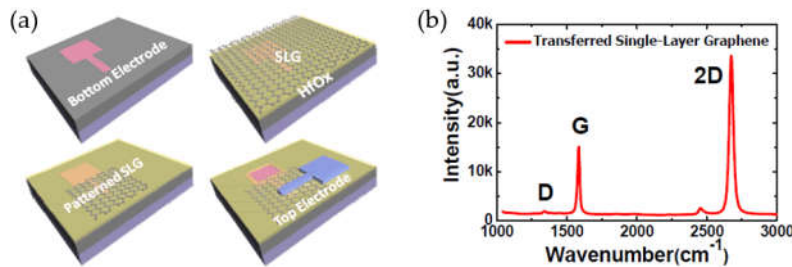 (a)
Bottom Electrode
SLG
HfOx
Patterned SLG
Top Electrode
(b)
Intensity(a.u.)
40k
30k
20k
10k
0
Transferred Single-Layer Graphene
D
G
2D
1000 1500 2000 2500 3000
Wavenumber(cm⁻¹)